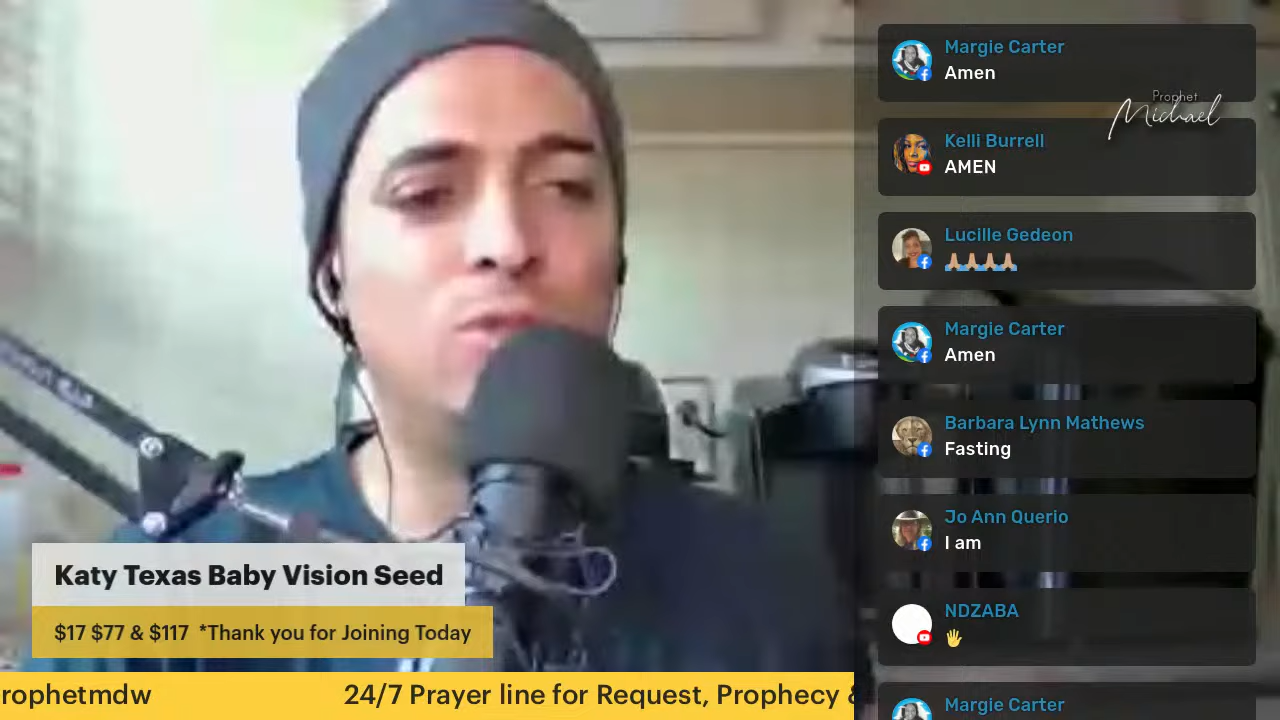 Margie Carter
Amen
Prophet
Michael
Kelli Burrell
AMEN
Lucille Gedeon
🙏🏽🙏🏽🙏🏽🙏🏽
Margie Carter
Amen
Barbara Lynn Mathews
Fasting
Jo Ann Querio
I am
NDZABA
🖐
Margie Carter
Katy Texas Baby Vision Seed
$17 $77 & $117 *Thank you for Joining Today
rophetmdw 24/7 Prayer line for Request, Prophecy &